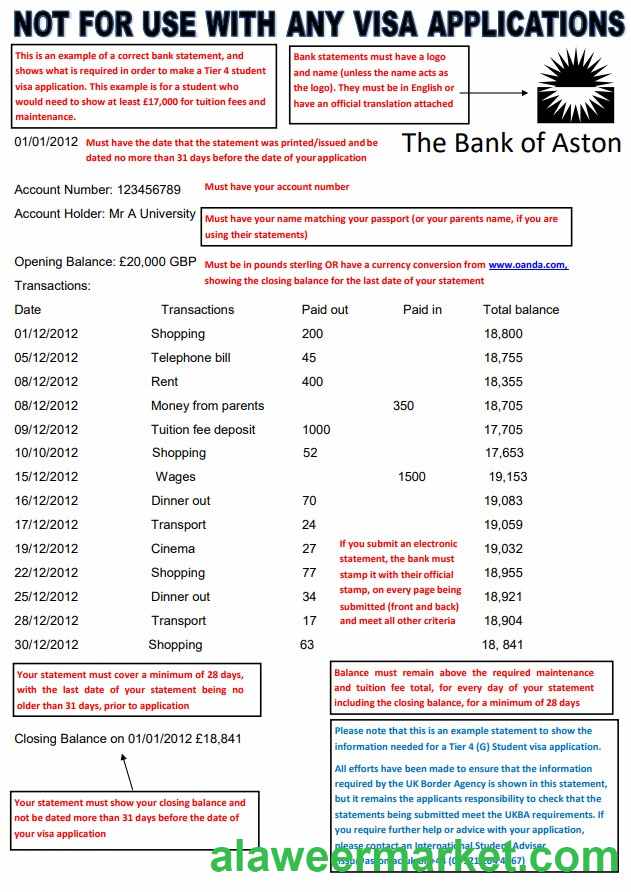 NOT FOR USE WITH ANY VISA APPLICATIONS
This is an example of a correct bank statement, and
shows what is required in order to make a Tier 4 student
visa application. This example is for a student who
would need to show at least £17,000 for tuition fees and
maintenance.
Bank statements must have a logo
and name (unless the name acts as
the logo). They must be in English or
have an official translation attached
The Bank of Aston
01/01/2012 Must have the date that the statement was printed/issued and be
dated no more than 31 days before the date of your application
Account Number: 123456789 Must have your account number
Account Holder: Mr A University Must have your name matching your passport (or your parents name, if you are
using their statements)
Opening Balance: £20,000 GBP Must be in pounds sterling OR have a currency conversion from www.oanda.com,
showing the closing balance for the last date of your statement
Transactions:
Date Transactions Paid out Paid in Total balance
01/12/2012 Shopping 200 18,800
05/12/2012 Telephone bill 45 18,755
08/12/2012 Rent 400 18,355
08/12/2012 Money from parents 350 18,705
09/12/2012 Tuition fee deposit 1000 17,705
10/10/2012 Shopping 52 17,653
15/12/2012 Wages 1500 19,153
16/12/2012 Dinner out 70 19,083
17/12/2012 Transport 24 19,059
19/12/2012 Cinema 27 19,032
22/12/2012 Shopping 77 18,955
25/12/2012 Dinner out 34 18,921
28/12/2012 Transport 17 18,904
30/12/2012 Shopping 63 18, 841
If you submit an electronic
statement, the bank must
stamp it with their official
stamp, on every page being
submitted (front and back)
and meet all other criteria
Your statement must cover a minimum of 28 days,
with the last date of your statement being no
older than 31 days, prior to application
Balance must remain above the required maintenance
and tuition fee total, for every day of your statement
including the closing balance, for a minimum of 28 days
Closing Balance on 01/01/2012 £18,841
Your statement must show your closing balance and
not be dated more than 31 days before the date of
your visa application
Please note that this is an example statement to show the
information needed for a Tier 4 (G) Student visa application.
All efforts have been made to ensure that the information
required by the UK Border Agency is shown in this statement,
but it remains the applicants responsibility to check that the
statements being submitted meet the UKBA requirements. If
you require further help or advice with your application,
please contact an International Student Adviser
alaweermarket.com